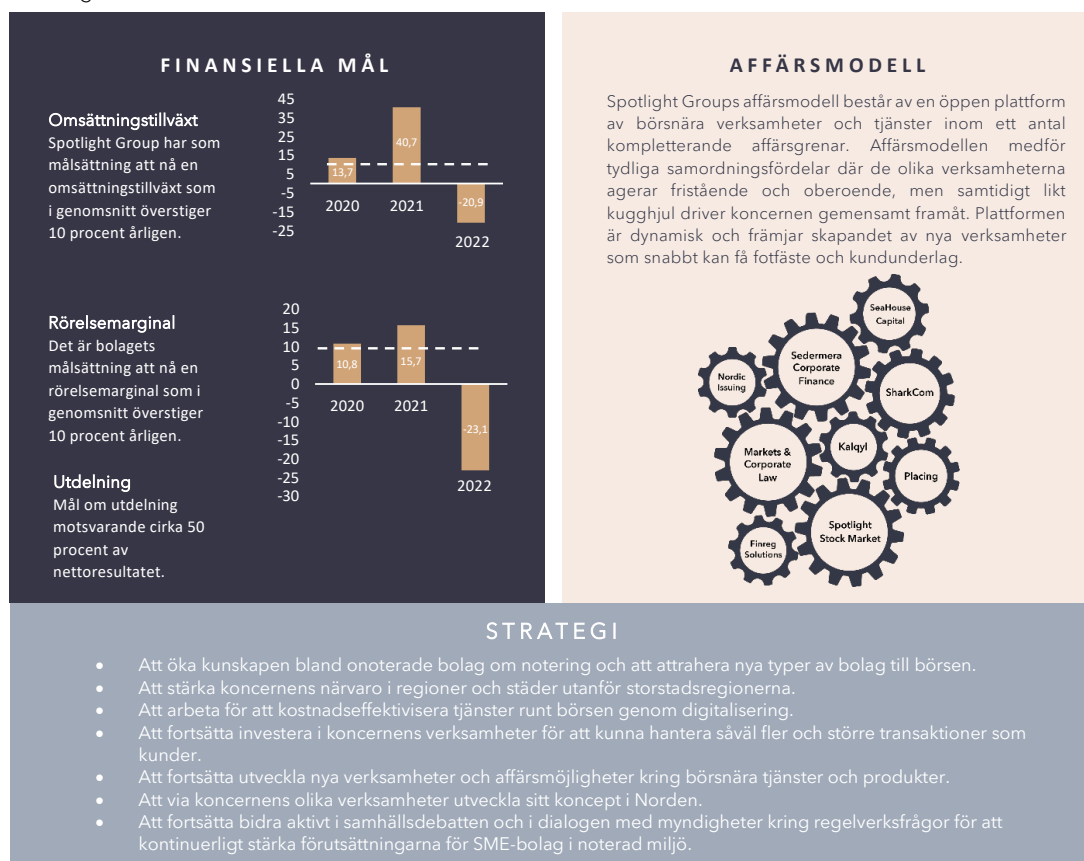 FINANSIELLA MÅL
Omsättningstillväxt
Spotlight Group har som
målsättning att nå en
omsättningstillväxt som
i genomsnitt överstiger
10 procent årligen.
45
35
25
15
5
-5
-15
-25
13,7
40,7
-20,9
2020
2021
2022
Rörelsemarginal
Det är bolagets
målsättning att nå en
rörelsemarginal som i
genomsnitt överstiger
10 procent årligen.
20
15
10
5
0
-5
-10
-15
-20
-25
-30
10,8
15,7
-23,1
2020
2021
2022
Utdelning
Mål om utdelning
motsvarande cirka 50
procent av
nettoresultatet.
AFFÄRSMODELL
Spotlight Groups affärsmodell består av en öppen plattform
av börsnära verksamheter och tjänster inom ett antal
kompletterande affärsgrenar. Affärsmodellen medför
tydliga samordningsfördelar där de olika verksamheterna
agerar fristående och oberoende, men samtidigt likt
kugghjul driver koncernen gemensamt framåt. Plattformen
är dynamisk och främjar skapandet av nya verksamheter
som snabbt kan få fotfäste och kundunderlag.
SeaHouse
Capital
Sedermera
Corporate
Finance
Nordic
Issuing
SharkCom
Markets &
Corporate
Law
Kalqyl
Placing
Spotlight
Stock Market
Finreg
Solutions
STRATEGI
• Att öka kunskapen bland onoterade bolag om notering och att attrahera nya typer av bolag till börsen.
• Att stärka koncernens närvaro i regioner och städer utanför storstadsregionerna.
• Att arbeta för att kostnadseffektivisera tjänster runt börsen genom digitalisering.
• Att fortsätta investera i koncernens verksamheter för att kunna hantera såväl fler och större transaktioner som
kunder.
• Att fortsätta utveckla nya verksamheter och affärsmöjligheter kring börsnära tjänster och produkter.
• Att via koncernens olika verksamheter utveckla sitt koncept i Norden.
• Att fortsätta bidra aktivt i samhällsdebatten och i dialogen med myndigheter kring regelverksfrågor för att
kontinuerligt stärka förutsättningarna för SME-bolag i noterad miljö.